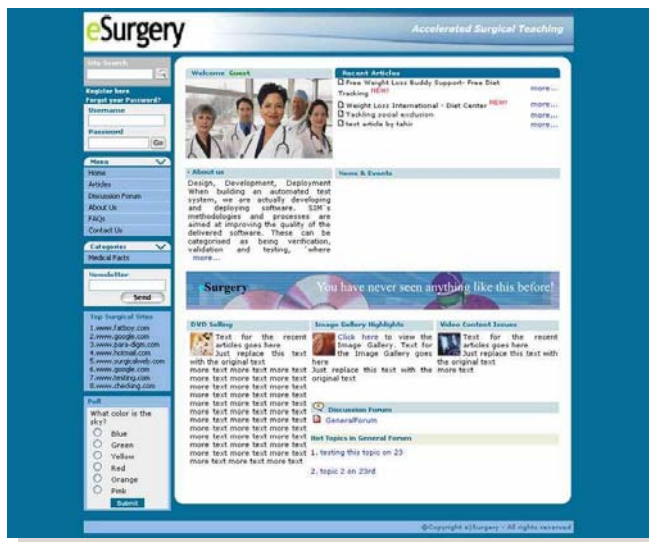 eSurgery
Accelerated Surgical Teaching
Site Search
Register here
Forgot your Password?
Username
Password
Go
Menu
Home
Articles
Discussion Forum
About Us
FAQs
Contact Us
Categories
Medical Facts
Newsletter
Send
Top Surgical Sites
1.www.fatboy.com
2.www.google.com
3.www.para-digm.com
4.www.hotmail.com
5.www.surgicalweb.com
6.www.google.com
7.www.testing.com
8.www.checking.com
Poll
What color is the
sky?
Blue
Green
Yellow
Red
Orange
Pink
Submit
Welcome Guest
Recent Articles
Free Weight Loss Buddy Support- Free Diet
Tracking NEW! more...
Weight Loss International - Diet Center NEW! more...
Tackling social exclusion more...
test article by tahir more...
About us
Design, Development, Deployment
When building an automated test
system, we are actually developing
and deploying software. SIM's
methodologies and processes are
aimed at improving the quality of the
delivered software. These can be
categorised as being verification,
validation and testing, 'where
more...
News & Events
eSurgery You have never seen anything like this before!
DVD Selling
Text for the recent
articles goes here
Just replace this text
with the original text
more text more text more text
more text more text more text
more text more text more text
more text more text more text
more text more text more text
more text more text more text
more text more text more text
more text more text more text
more text more text more text
more text more text more text
more text more text more text
more text more text more text
Image Gallery Highlights
Click here to view the
Image Gallery. Text for
the Image Gallery goes
here
Just replace this text with the
original text
Video Content Issues
Text for the recent
articles goes here
Just replace this text with
the original text
more text
Discussion Forum
GeneralForum
Hot Topics in General Forum
1. testing this topic on 23
2. topic 2 on 23rd
©Copyright eSurgery - All rights reserved